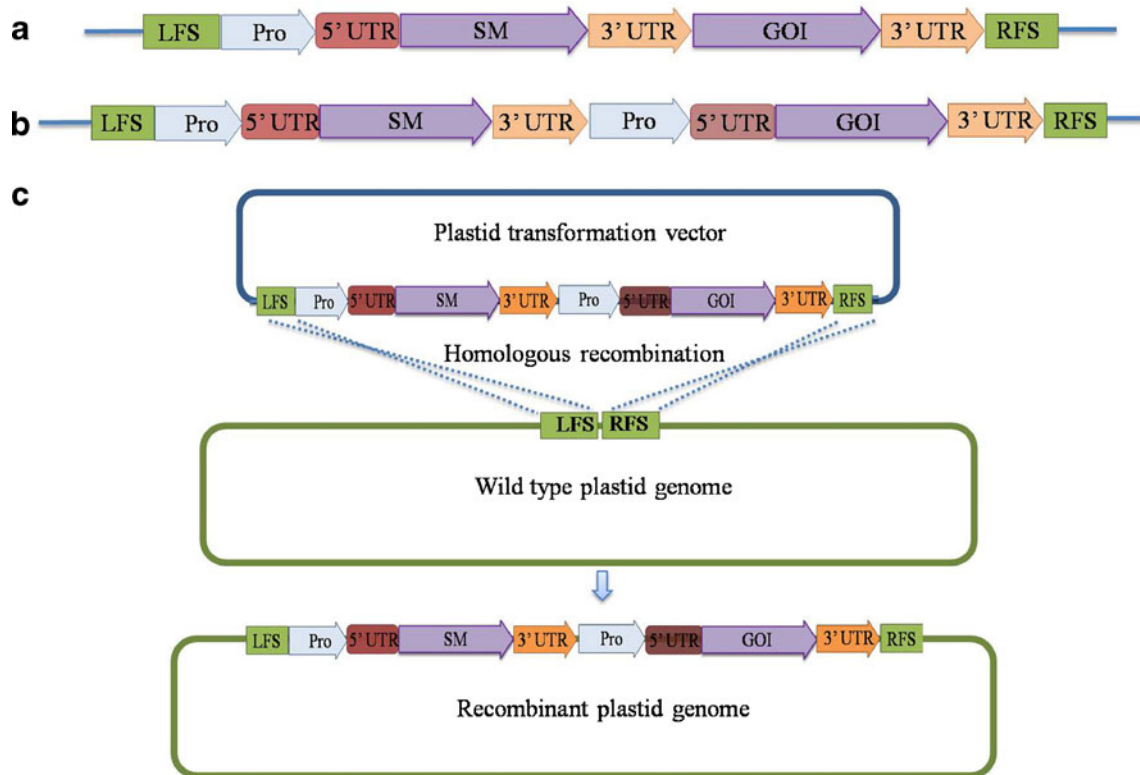 a
LFS Pro 5' UTR SM 3' UTR GOI 3' UTR RFS
b
LFS Pro 5' UTR SM 3' UTR Pro 5' UTR GOI 3' UTR RFS
c
Plastid transformation vector
LFS Pro 5' UTR SM 3' UTR Pro 5' UTR GOI 3' UTR RFS
Homologous recombination
LFS RFS
Wild type plastid genome
LFS Pro 5' UTR SM 3' UTR Pro 5' UTR GOI 3' UTR RFS
Recombinant plastid genome